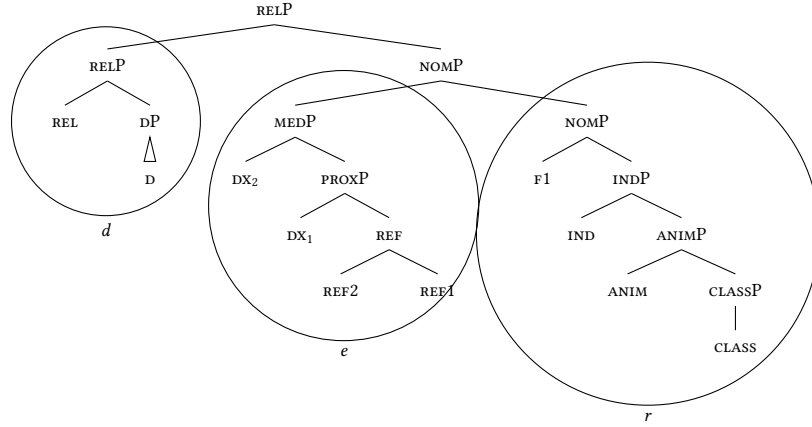 RELP
RELP NOMP
REL DP MEDP NOMP
D DX₂ PROXP F1 INDP
d DX₁ REF IND ANIMP
REF2 REF1 ANIM CLASSP
e CLASS
r